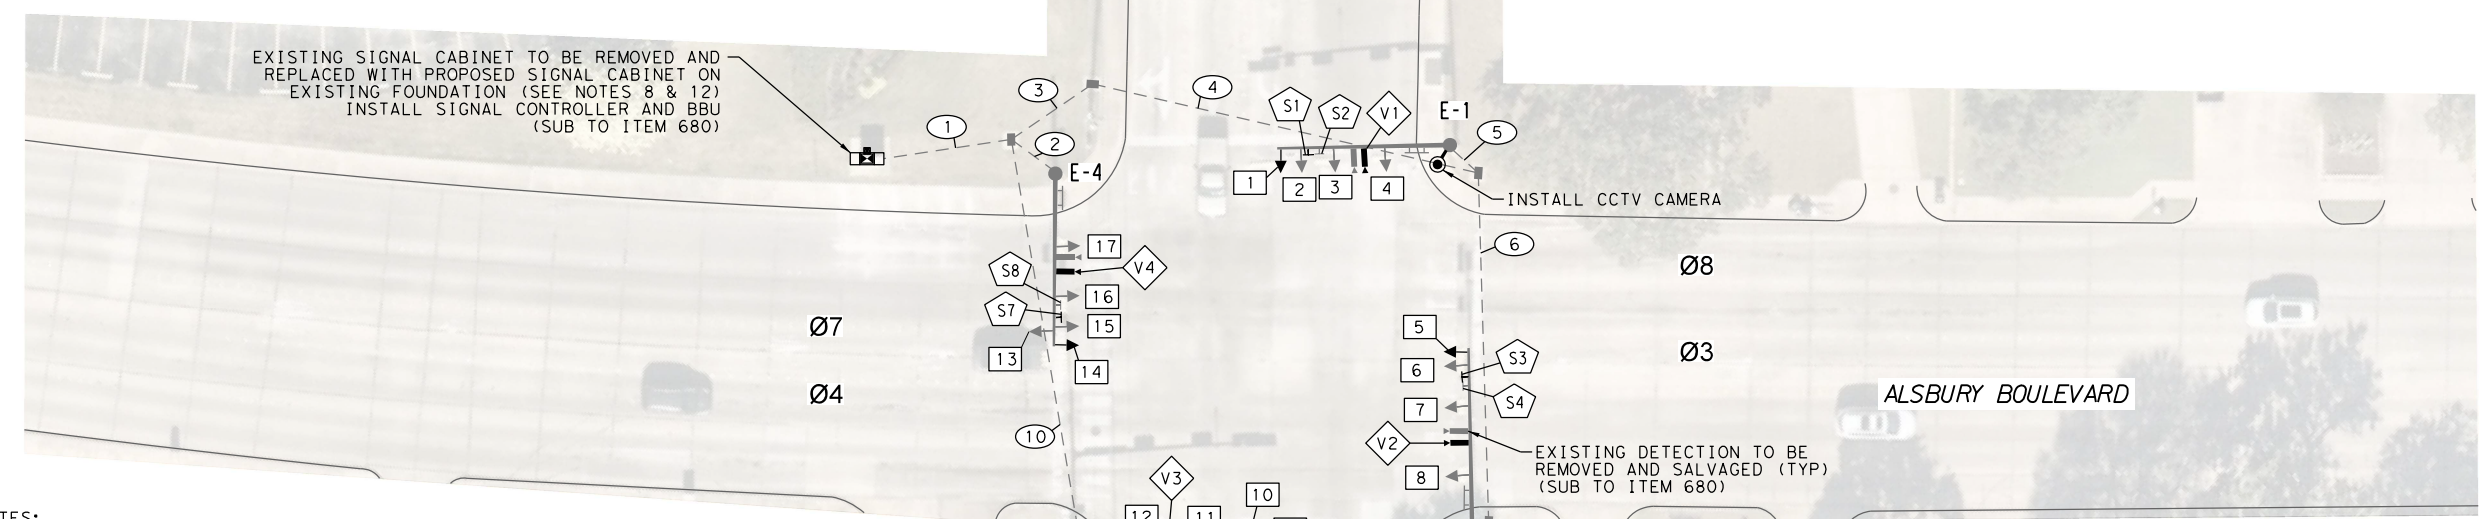 EXISTING SIGNAL CABINET TO BE REMOVED AND
REPLACED WITH PROPOSED SIGNAL CABINET ON
EXISTING FOUNDATION (SEE NOTES 8 & 12)
INSTALL SIGNAL CONTROLLER AND BBU
(SUB TO ITEM 680)
1
3
2
E-4
4
S1
S2
V1
E-1
5
1
2
3
4
INSTALL CCTV CAMERA
6
17
S8
V4
16
S7
15
13
14
Ø7
Ø4
10
Ø8
Ø3
ALSBURY BOULEVARD
5
6
S3
S4
7
V2
8
EXISTING DETECTION TO BE
REMOVED AND SALVAGED (TYP)
(SUB TO ITEM 680)
V3
10
12
11